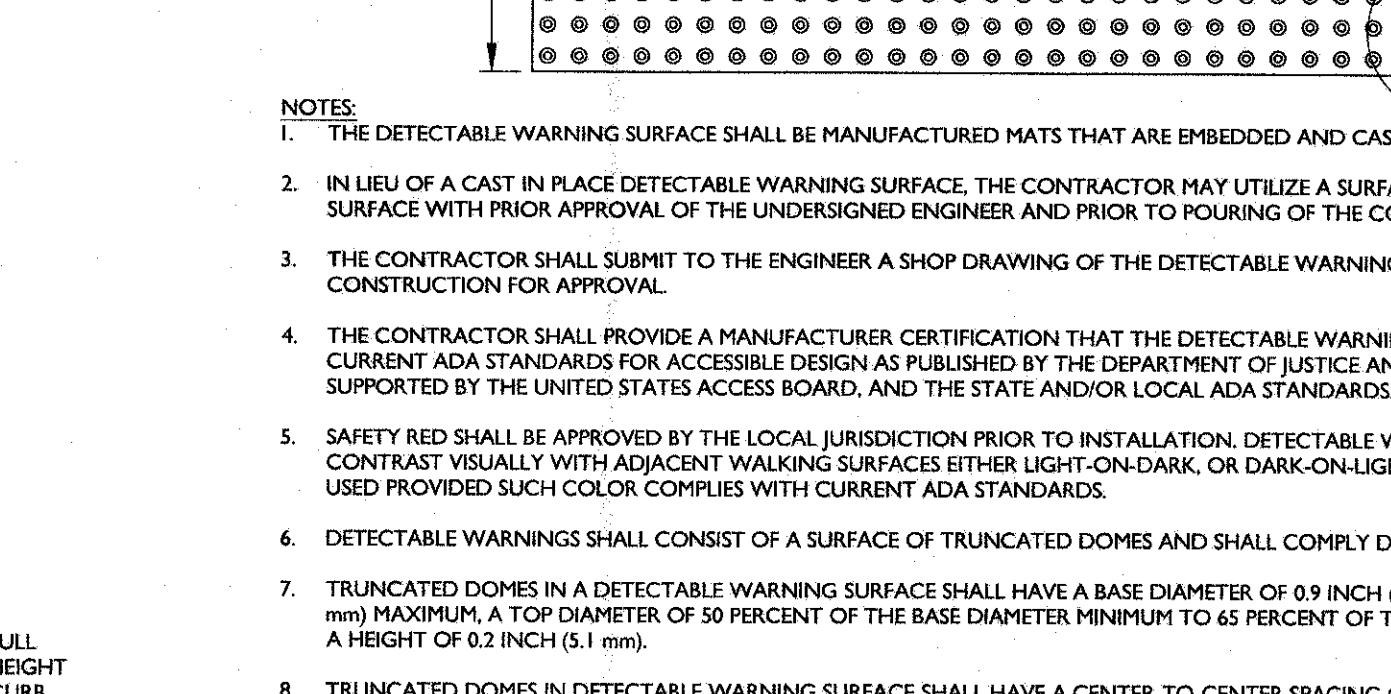 NOTES:
1. THE DETECTABLE WARNING SURFACE SHALL BE MANUFACTURED MATS THAT ARE EMBEDDED AND CAS
2. IN LIEU OF A CAST IN PLACE DETECTABLE WARNING SURFACE, THE CONTRACTOR MAY UTILIZE A SURFA
SURFACE WITH PRIOR APPROVAL OF THE UNDERSIGNED ENGINEER AND PRIOR TO POURING OF THE CO
3. THE CONTRACTOR SHALL SUBMIT TO THE ENGINEER A SHOP DRAWING OF THE DETECTABLE WARNING
CONSTRUCTION FOR APPROVAL.
4. THE CONTRACTOR SHALL PROVIDE A MANUFACTURER CERTIFICATION THAT THE DETECTABLE WARNI
CURRENT ADA STANDARDS FOR ACCESSIBLE DESIGN AS PUBLISHED BY THE DEPARTMENT OF JUSTICE AN
SUPPORTED BY THE UNITED STATES ACCESS BOARD, AND THE STATE AND/OR LOCAL ADA STANDARDS.
5. SAFETY RED SHALL BE APPROVED BY THE LOCAL JURISDICTION PRIOR TO INSTALLATION. DETECTABLE W
CONTRAST VISUALLY WITH ADJACENT WALKING SURFACES EITHER LIGHT-ON-DARK, OR DARK-ON-LIGH
USED PROVIDED SUCH COLOR COMPLIES WITH CURRENT ADA STANDARDS.
6. DETECTABLE WARNINGS SHALL CONSIST OF A SURFACE OF TRUNCATED DOMES AND SHALL COMPLY D
7. TRUNCATED DOMES IN A DETECTABLE WARNING SURFACE SHALL HAVE A BASE DIAMETER OF 0.9 INCH (
mm) MAXIMUM, A TOP DIAMETER OF 50 PERCENT OF THE BASE DIAMETER MINIMUM TO 65 PERCENT OF T
A HEIGHT OF 0.2 INCH (5.1 mm).
8. TRUNCATED DOMES IN DETECTABLE WARNING SURFACE SHALL HAVE A CENTER-TO-CENTER SPACING
ULL
HEIGHT
CURB